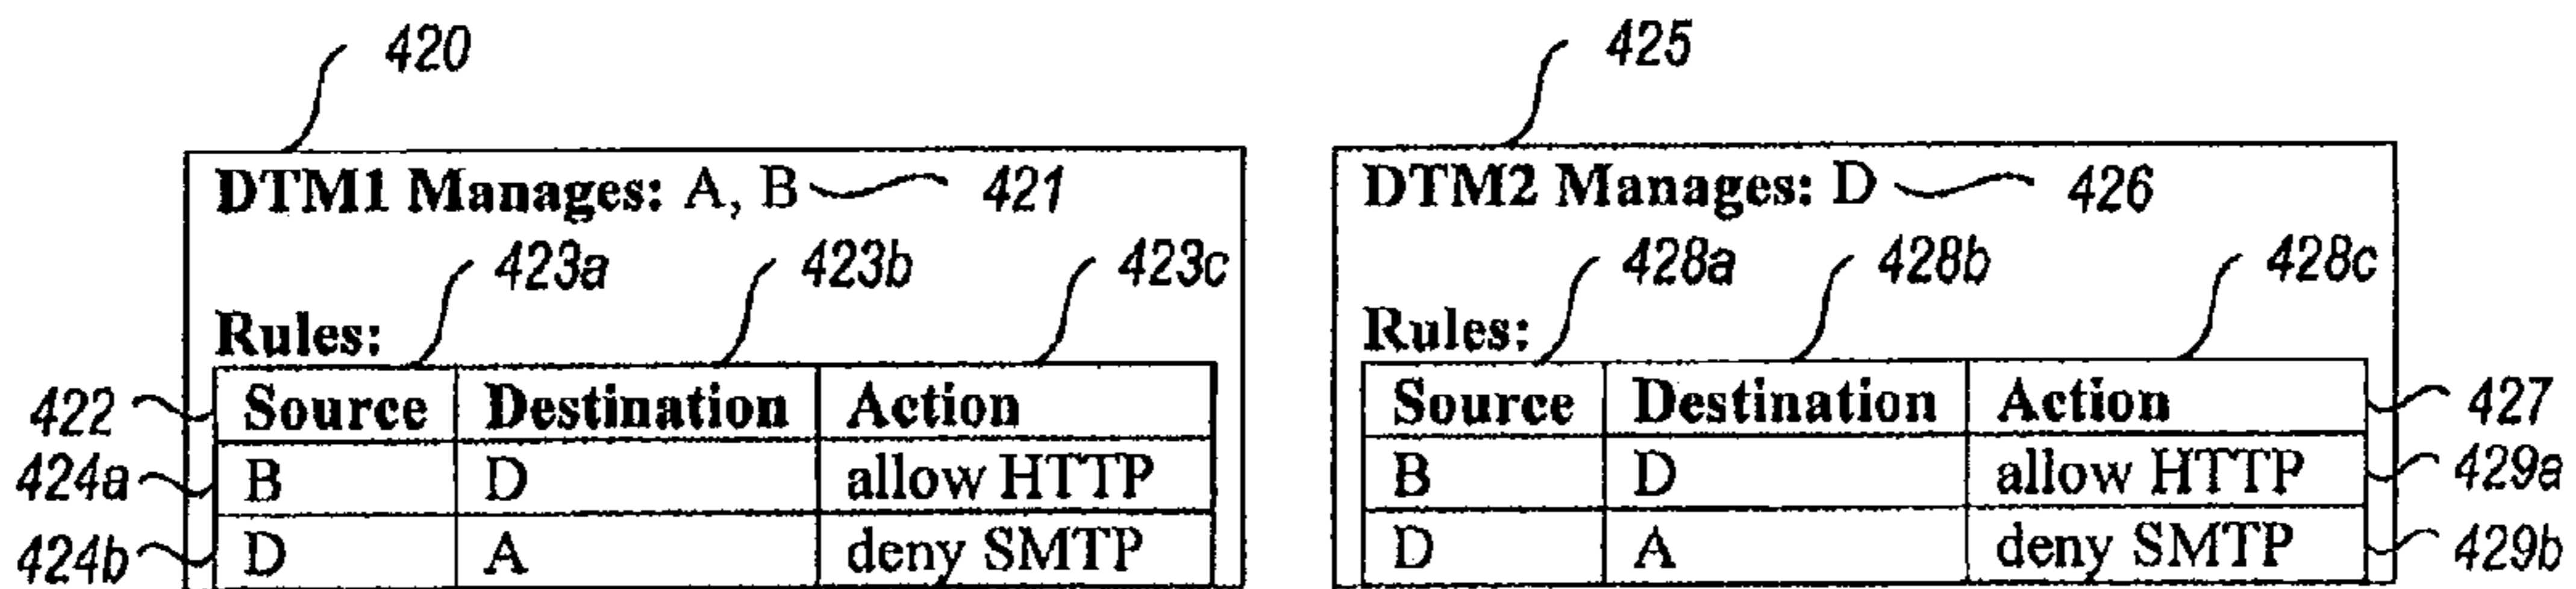 420
425
DTM1 Manages: A, B 421
DTM2 Manages: D 426
423a 423b 423c
428a 428b 428c
Rules:
Rules:
422 Source Destination Action
Source Destination Action 427
424a B D allow HTTP
B D allow HTTP 429a
424b D A deny SMTP
D A deny SMTP 429b